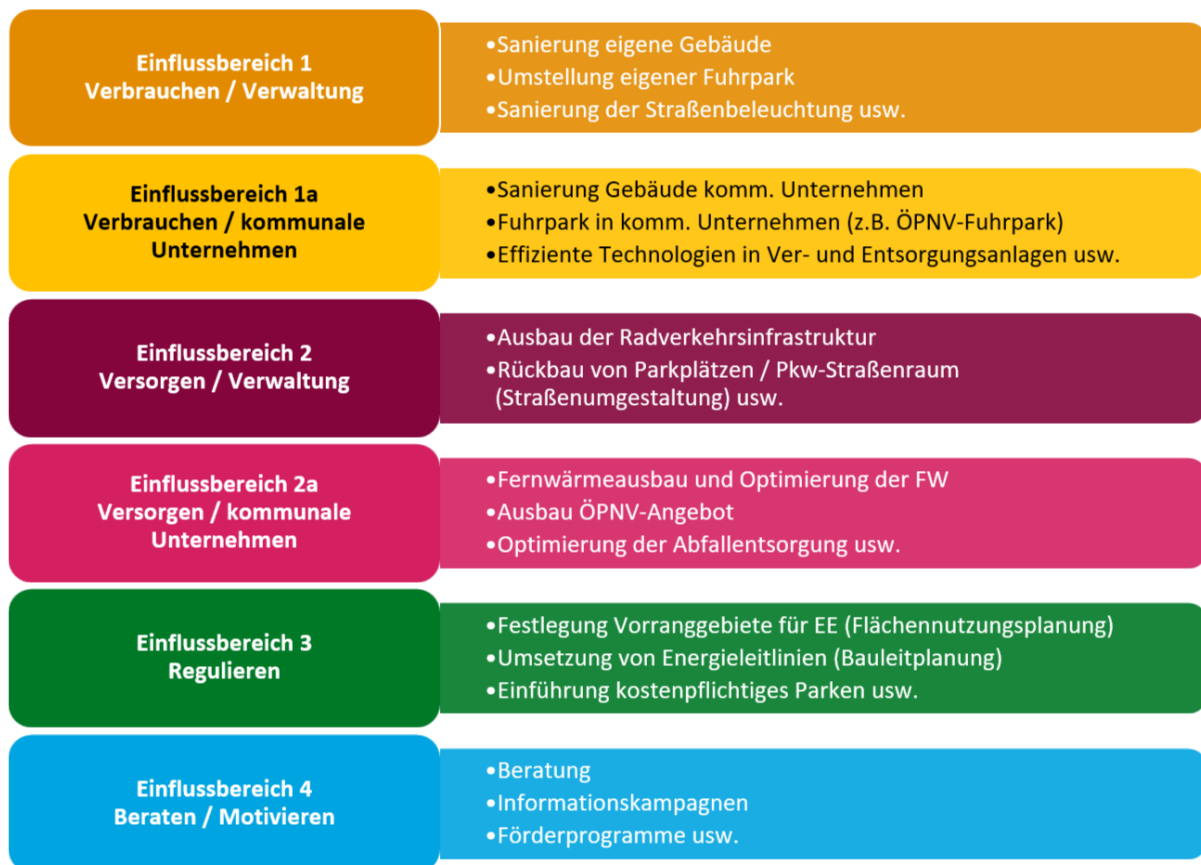 Einflussbereich 1
Verbrauchen / Verwaltung
•Sanierung eigene Gebäude
•Umstellung eigener Fuhrpark
•Sanierung der Straßenbeleuchtung usw.
Einflussbereich 1a
Verbrauchen / kommunale
Unternehmen
•Sanierung Gebäude komm. Unternehmen
•Fuhrpark in komm. Unternehmen (z.B. ÖPNV-Fuhrpark)
•Effiziente Technologien in Ver- und Entsorgungsanlagen usw.
Einflussbereich 2
Versorgen / Verwaltung
•Ausbau der Radverkehrsinfrastruktur
•Rückbau von Parkplätzen / Pkw-Straßenraum
(Straßenumgestaltung) usw.
Einflussbereich 2a
Versorgen / kommunale
Unternehmen
•Fernwärmeausbau und Optimierung der FW
•Ausbau ÖPNV-Angebot
•Optimierung der Abfallentsorgung usw.
Einflussbereich 3
Regulieren
•Festlegung Vorranggebiete für EE (Flächennutzungsplanung)
•Umsetzung von Energieleitlinien (Bauleitplanung)
•Einführung kostenpflichtiges Parken usw.
Einflussbereich 4
Beraten / Motivieren
•Beratung
•Informationskampagnen
•Förderprogramme usw.